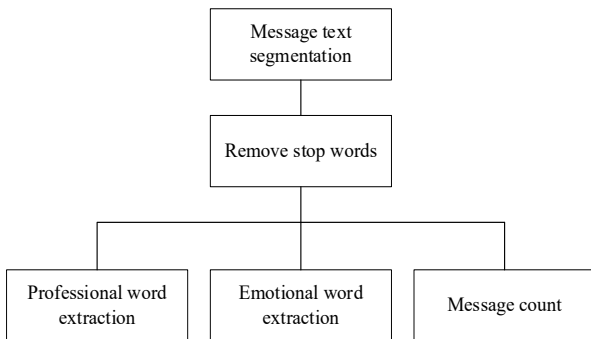 Message text
segmentation
Remove stop words
Professional word
extraction
Emotional word
extraction
Message count